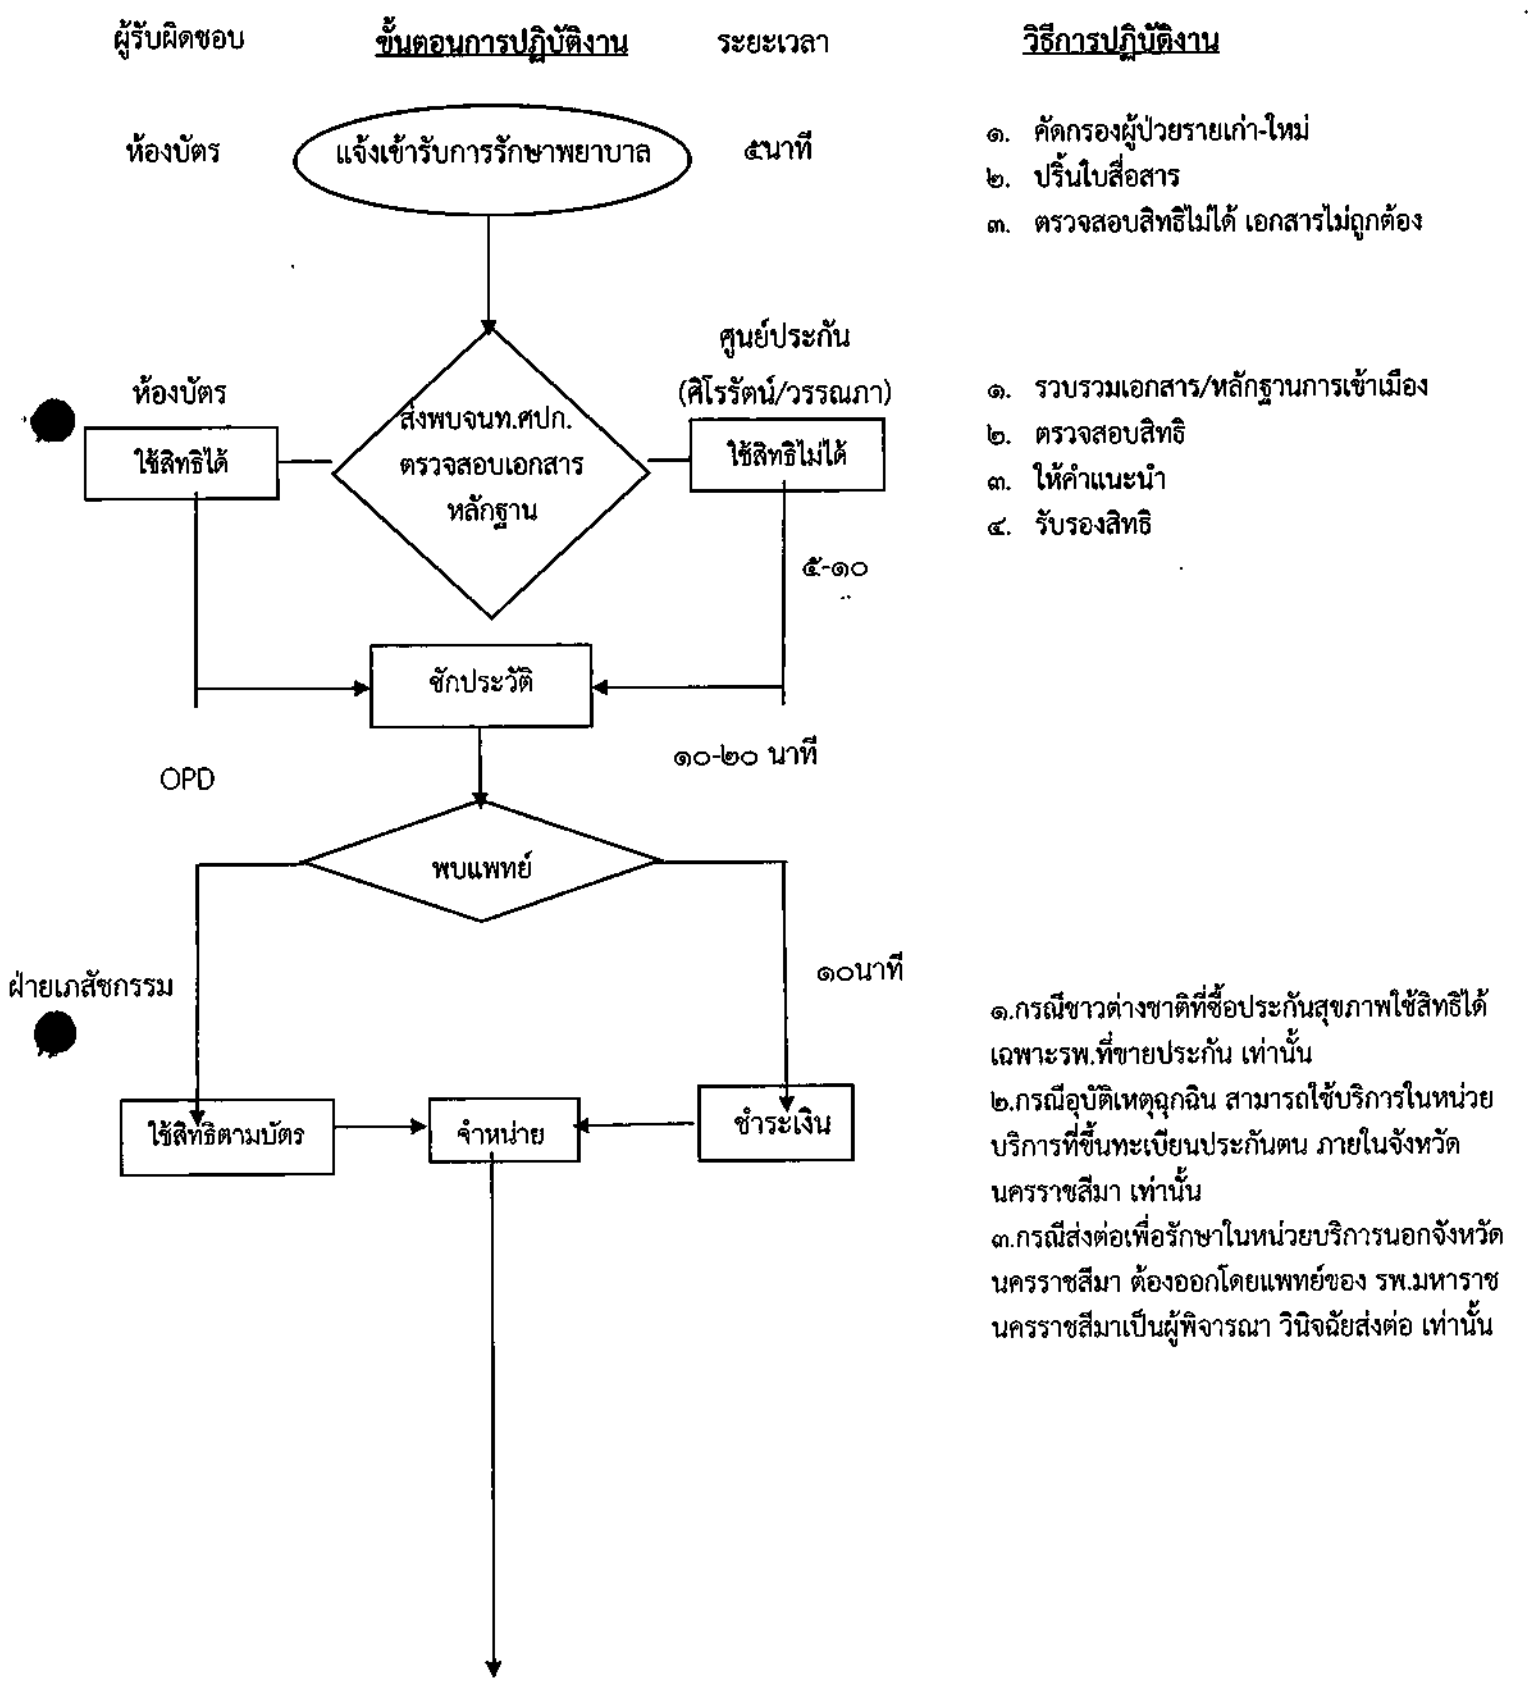 ผู้รับผิดชอบ
ขั้นตอนการปฏิบัติงาน
ระยะเวลา
วิธีการปฏิบัติงาน
ห้องบัตร
แจ้งเข้ารับการรักษาพยาบาล
๕นาที
๑. คัดกรองผู้ป่วยรายเก่า-ใหม่
๒. ปริ้นใบสื่อสาร
๓. ตรวจสอบสิทธิไม่ได้ เอกสารไม่ถูกต้อง
ห้องบัตร
ใช้สิทธิได้
ส่งพบจนท.ศปก.
ตรวจสอบเอกสาร
หลักฐาน
ศูนย์ประกัน
(ศิโรรัตน์/วรรณภา)
ใช้สิทธิไม่ได้
๕-๑๐
๑. รวบรวมเอกสาร/หลักฐานการเข้าเมือง
๒. ตรวจสอบสิทธิ
๓. ให้คำแนะนำ
๔. รับรองสิทธิ
ซักประวัติ
OPD
๑๐-๒๐ นาที
พบแพทย์
ฝ่ายเภสัชกรรม
๑๐นาที
ใช้สิทธิตามบัตร
จำหน่าย
ชำระเงิน
๑.กรณีชาวต่างชาติที่ซื้อประกันสุขภาพใช้สิทธิได้
เฉพาะรพ.ที่ขายประกัน เท่านั้น
๒.กรณีอุบัติเหตุฉุกฉิน สามารถใช้บริการในหน่วย
บริการที่ขึ้นทะเบียนประกันตน ภายในจังหวัด
นครราชสีมา เท่านั้น
๓.กรณีส่งต่อเพื่อรักษาในหน่วยบริการนอกจังหวัด
นครราชสีมา ต้องออกโดยแพทย์ของ รพ.มหาราช
นครราชสีมาเป็นผู้พิจารณา วินิจฉัยส่งต่อ เท่านั้น